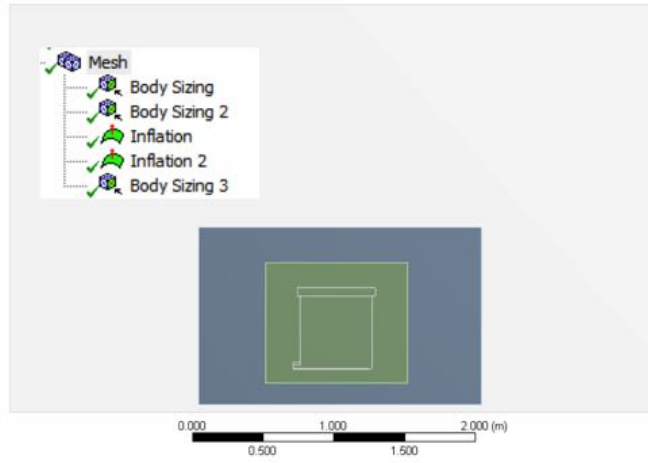 Mesh
Body Sizing
Body Sizing 2
Inflation
Inflation 2
Body Sizing 3
0.000 1.000 2.000 (m)
0.500 1.500